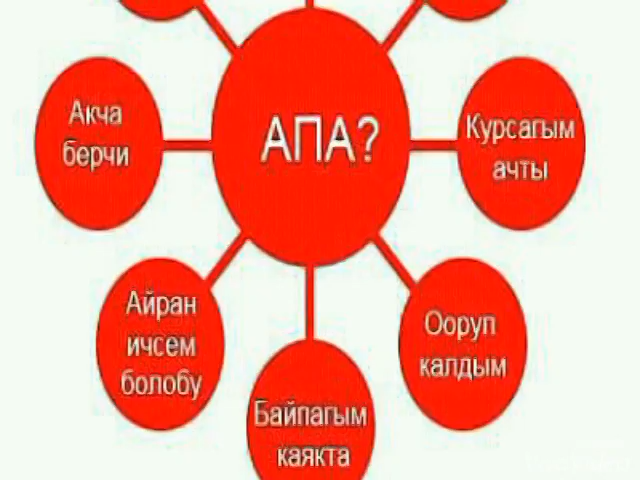 АПА?
Акча
берчи
Курсагым
ачты
Айран
ичсем
болобу
Ооруп
калдым
Байпагым
каякта